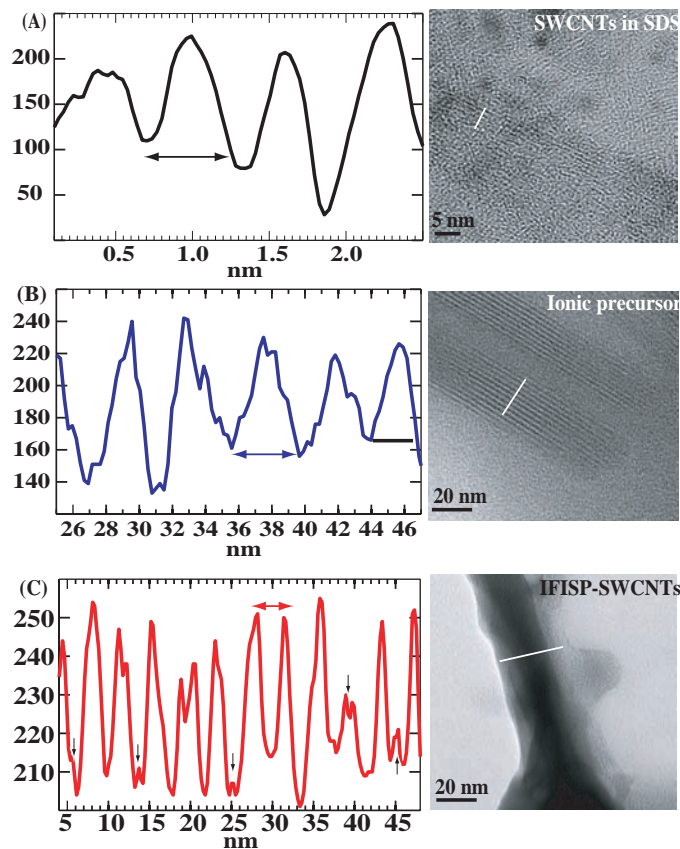 (A)
SWCNTs in SDS
200
150
100
50
0.5 1.0 1.5 2.0
nm
5 nm
(B)
Ionic precursor
240
220
200
180
160
140
26 28 30 32 34 36 38 40 42 44 46
nm
20 nm
(C)
IFISP-SWCNTs
250
240
230
220
210
5 10 15 20 25 30 35 40 45
nm
20 nm